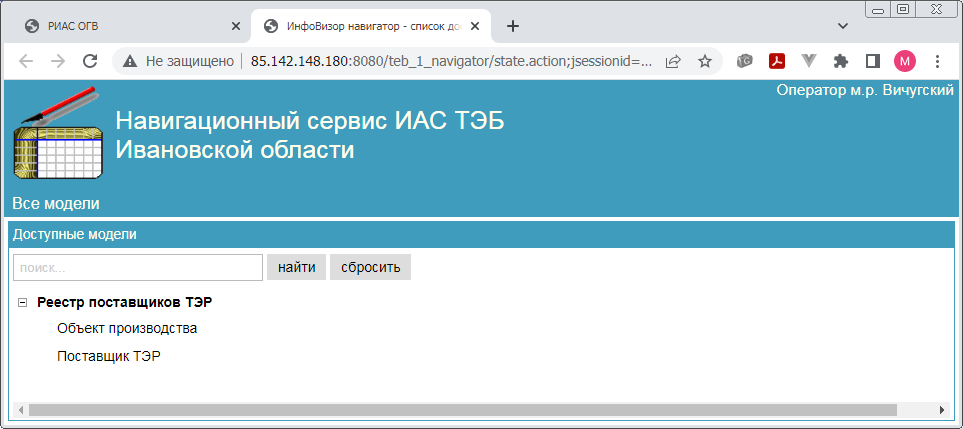 РИАС ОГВ
ИнфоВизор навигатор - список до
Не защищено
85.142.148.180:8080/teb_1_navigator/state.action;jsessionid=...
M
Оператор м.р. Вичугский
Навигационный сервис ИАС ТЭБ
Ивановской области
Все модели
Доступные модели
поиск...
найти
сбросить
Реестр поставщиков ТЭР
Объект производства
Поставщик ТЭР